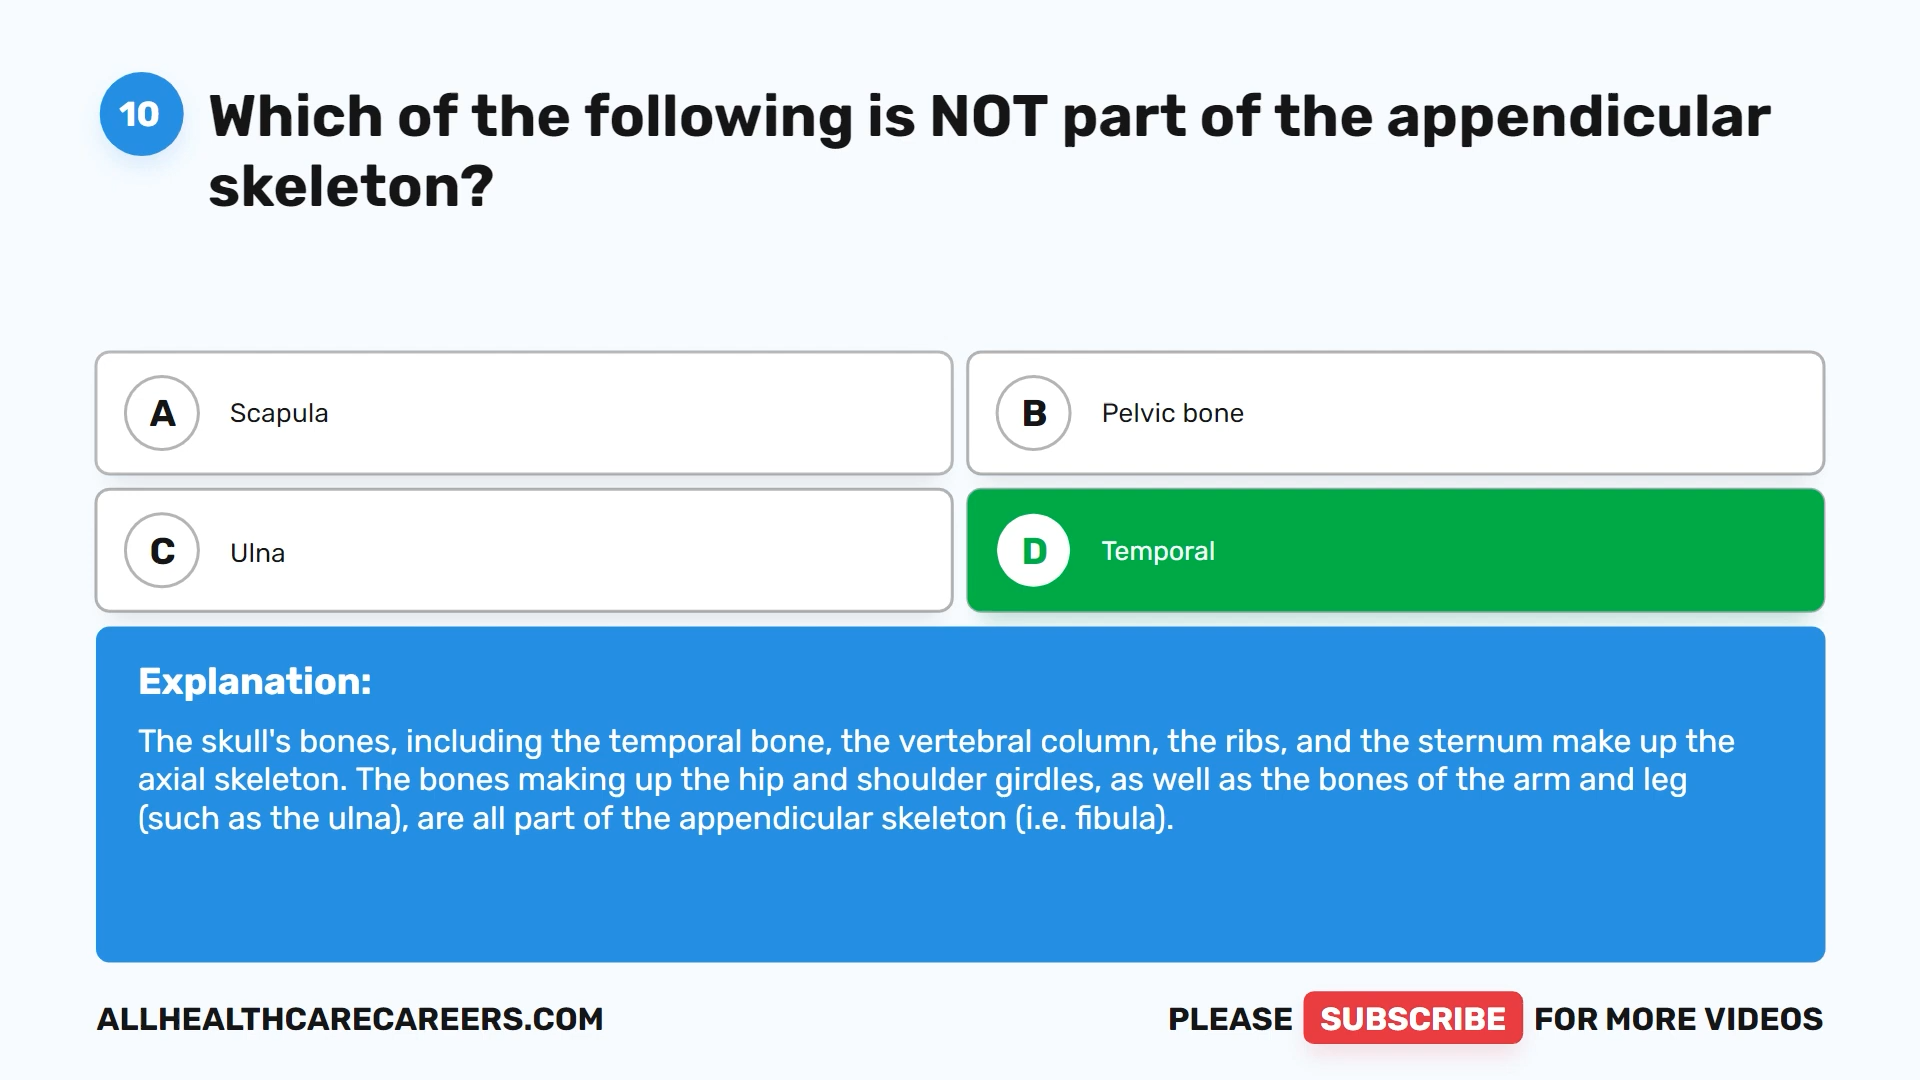 10
Which of the following is NOT part of the appendicular
skeleton?
A
Scapula
B
Pelvic bone
C
Ulna
D
Temporal
Explanation:
The skull's bones, including the temporal bone, the vertebral column, the ribs, and the sternum make up the
axial skeleton. The bones making up the hip and shoulder girdles, as well as the bones of the arm and leg
(such as the ulna), are all part of the appendicular skeleton (i.e. fibula).
ALLHEALTHCARECAREERS.COM
PLEASE SUBSCRIBE FOR MORE VIDEOS